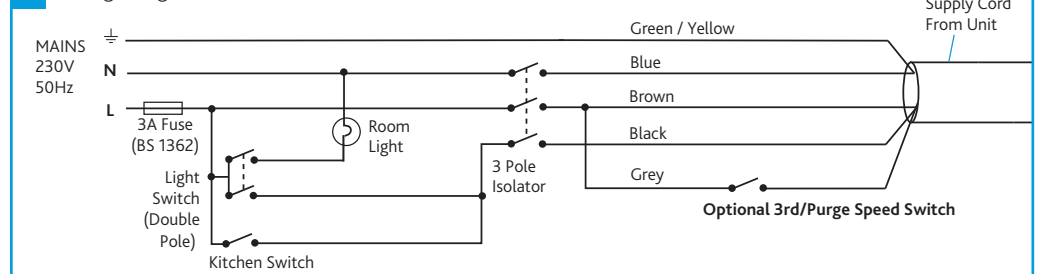 Supply Cord
From Unit
MAINS
230V
50Hz
N
L
Green / Yellow
Blue
Brown
Black
Grey
3A Fuse
(BS 1362)
Room
Light
3 Pole
Isolator
Light
Switch
(Double
Pole)
Optional 3rd/Purge Speed Switch
Kitchen Switch